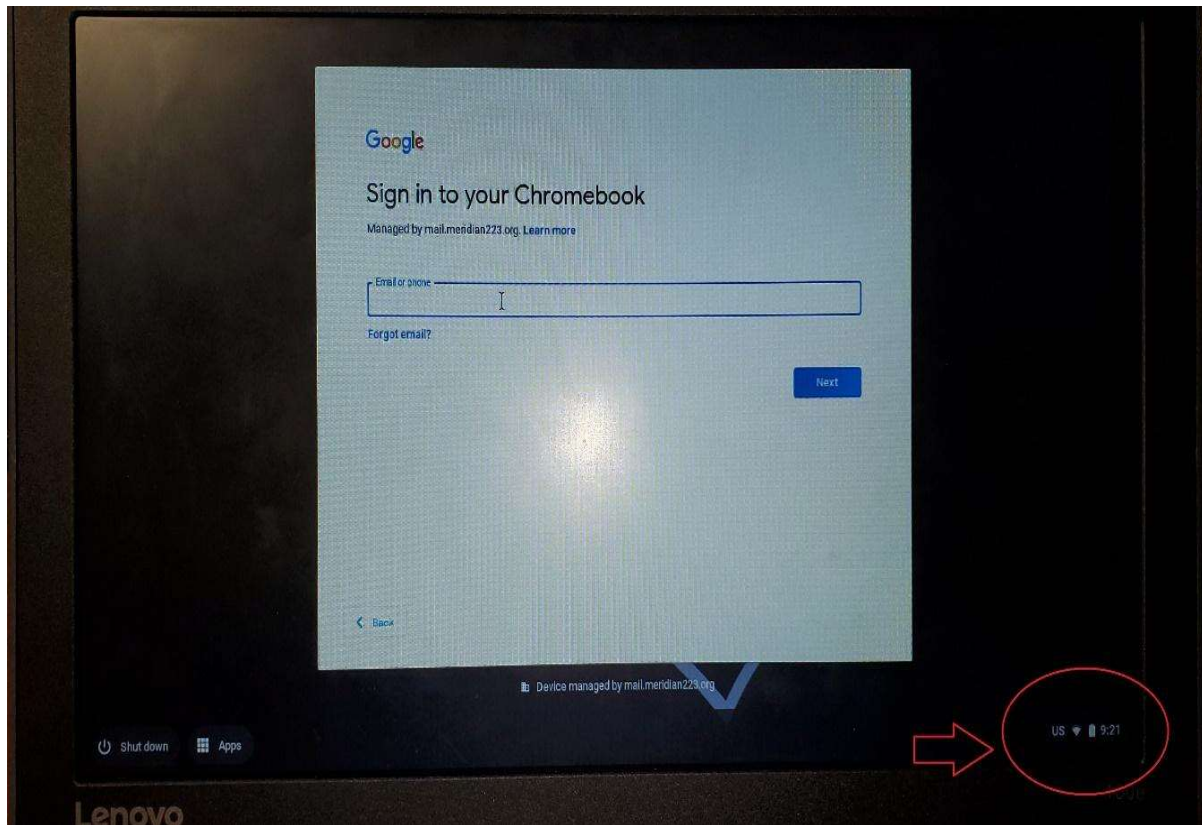 Google
Sign in to your Chromebook
Managed by mail.meridian223.org. Learn more
Email or phone
Forgot email?
Next
Back
Device managed by mail.meridian223.org
Shut down
Apps
US
9:21
Lenovo